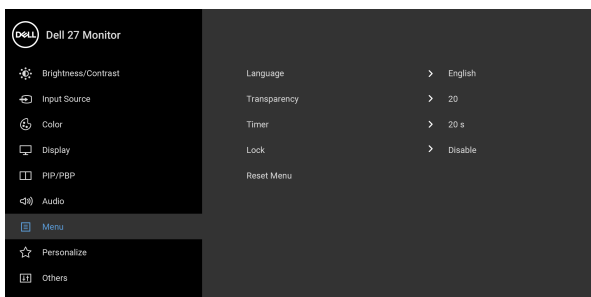 DELL Dell 27 Monitor
Brightness/Contrast
Input Source
Color
Display
PIP/PBP
Audio
Menu
Personalize
Others
Language > English
Transparency > 20
Timer > 20 s
Lock > Disable
Reset Menu